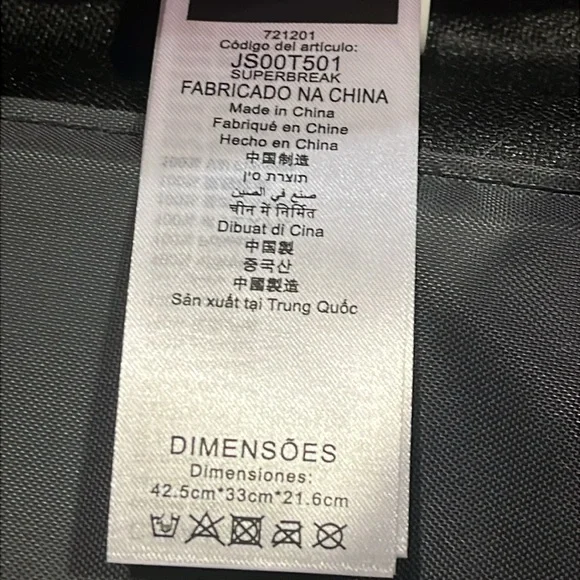 721201
Código del artículo:
JS00T501
SUPERBREAK
FABRICADO NA CHINA
Made in China
Fabriqué en Chine
Hecho en China
中国制造
תוצרת סין
صنع في الصين
चीन में निर्मित
Dibuat di Cina
中国製
중국산
中國製造
Sản xuất tại Trung Quốc
DIMENSÕES
Dimensiones:
42.5cm*33cm*21.6cm